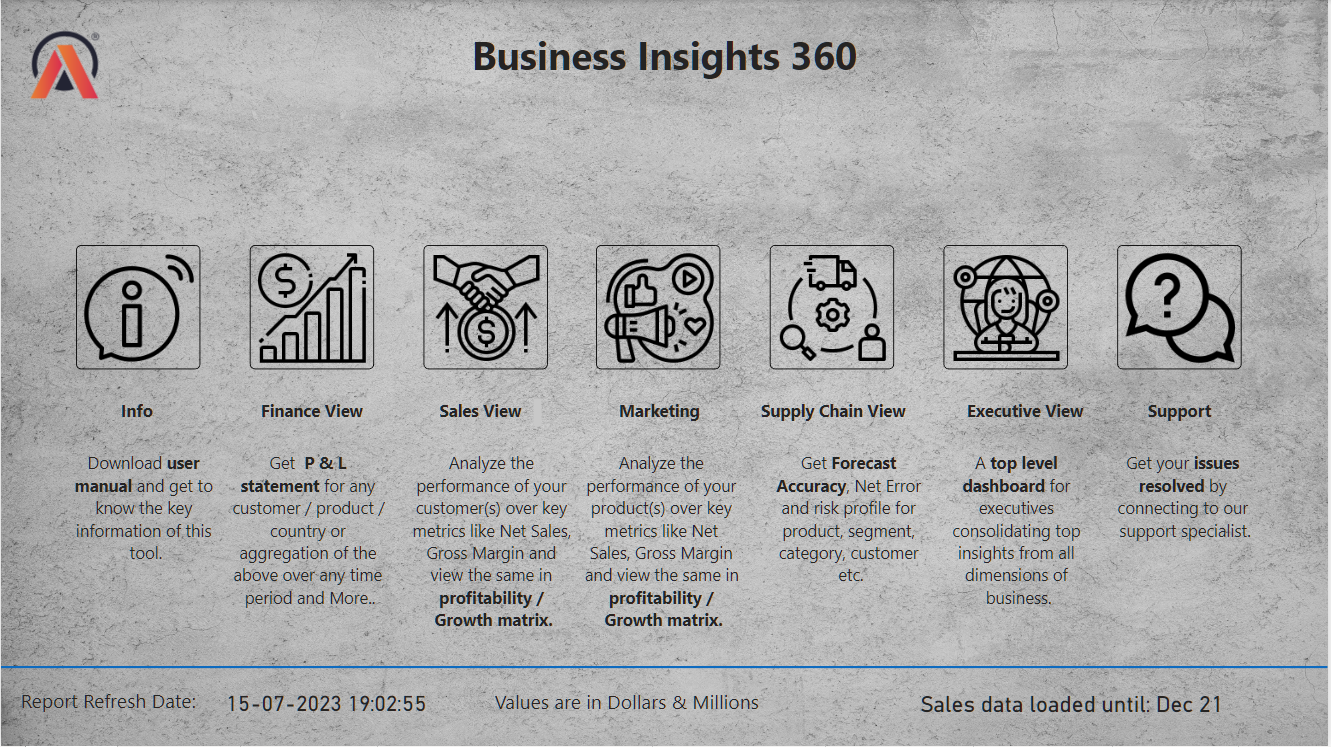 Business Insights 360
Info
Download user
manual and get to
know the key
information of this
tool.
Finance View
Get P & L
statement for any
customer / product /
country or
aggregation of the
above over any time
period and More..
Sales View
Analyze the
performance of your
customer(s) over key
metrics like Net Sales,
Gross Margin and
view the same in
profitability /
Growth matrix.
Marketing
Analyze the
performance of your
product(s) over key
metrics like Net
Sales, Gross Margin
and view the same in
profitability /
Growth matrix.
Supply Chain View
Get Forecast
Accuracy, Net Error
and risk profile for
product, segment,
category, customer
etc.
Executive View
A top level
dashboard for
executives
consolidating top
insights from all
dimensions of
business.
Support
Get your issues
resolved by
connecting to our
support specialist.
Report Refresh Date: 15-07-2023 19:02:55
Values are in Dollars & Millions
Sales data loaded until: Dec 21